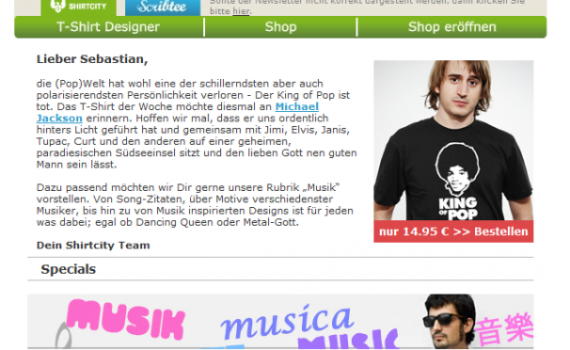 SHIRTCITY
Scribtee
Sollte der Newsletter nicht korrekt dargestellt werden, dann klicken Sie
bitte hier.
T-Shirt Designer
Shop
Shop eröffnen
Lieber Sebastian,
die (Pop)Welt hat wohl eine der schillerndsten aber auch
polarisierendsten Persönlichkeit verloren - Der King of Pop ist
tot. Das T-Shirt der Woche möchte diesmal an Michael
Jackson erinnern. Hoffen wir mal, dass er uns ordentlich
hinters Licht geführt hat und gemeinsam mit Jimi, Elvis, Janis,
Tupac, Curt und den anderen auf einer geheimen,
paradiesischen Südseeinsel sitzt und den lieben Gott nen guten
Mann sein lässt.
Dazu passend möchten wir Dir gerne unsere Rubrik „Musik“
vorstellen. Von Song-Zitaten, über Motive verschiedenster
Musiker, bis hin zu von Musik inspirierten Designs ist für jeden
was dabei; egal ob Dancing Queen oder Metal-Gott.
Dein Shirtcity Team
KING
OF POP
nur 14.95 € >> Bestellen
Specials
MUSIK
musica
MUSIC
音樂